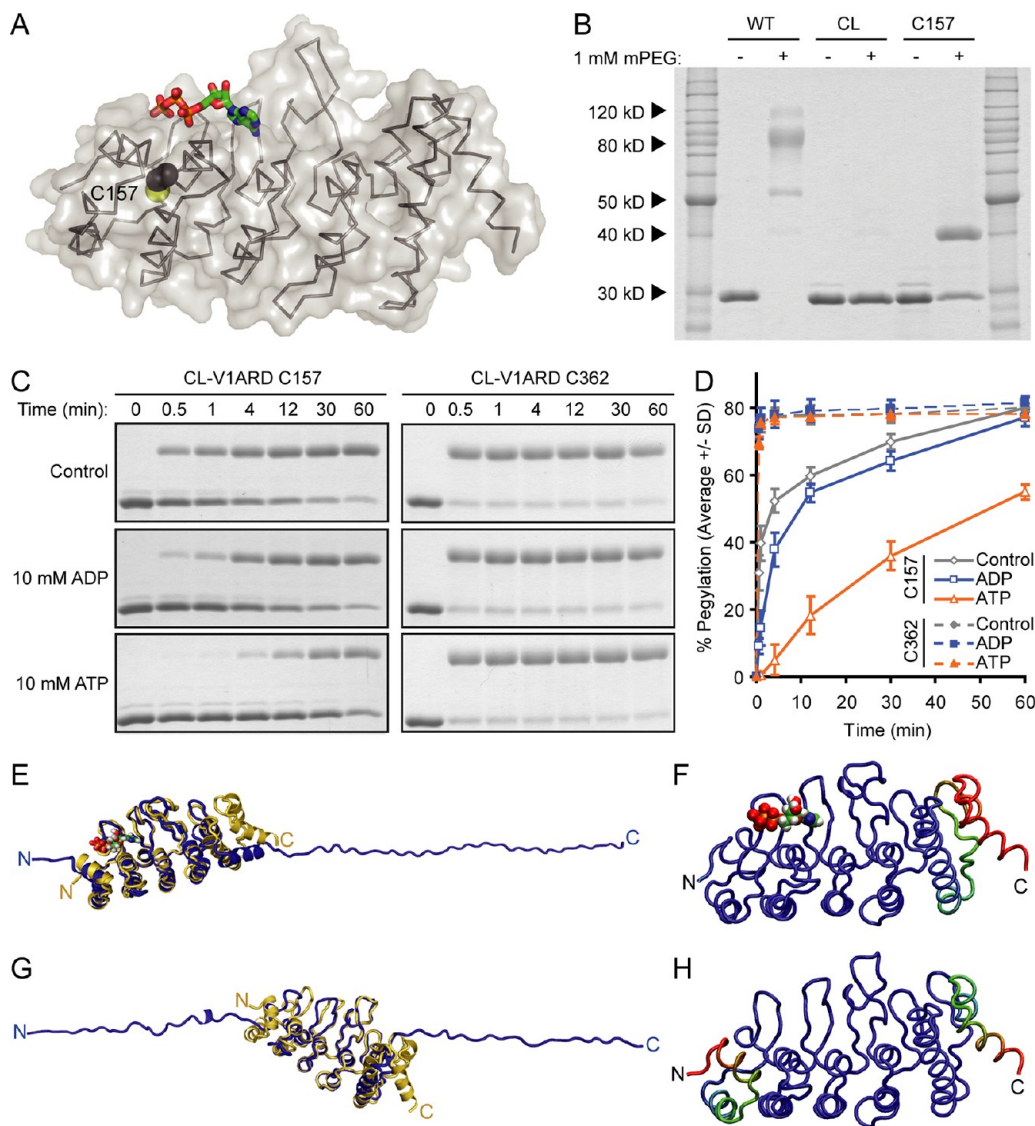 A
C157
B
WT CL C157
1 mM mPEG: - + - + - +
120 kD
80 kD
50 kD
40 kD
30 kD
C
CL-V1ARD C157 CL-V1ARD C362
Time (min): 0 0.5 1 4 12 30 60 0 0.5 1 4 12 30 60
Control
10 mM ADP
10 mM ATP
D
% Pegylation (Average +/- SD)
80
60
40
20
0
0 10 20 30 40 50 60
Time (min)
C157
Control
ADP
ATP
C362
Control
ADP
ATP
E
N
N
C
C
F
N
C
G
N
N
C
C
H
N
C